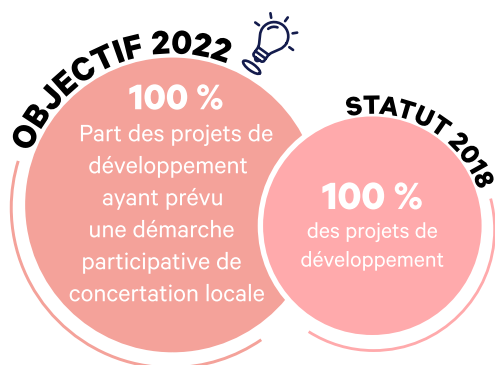 OBJECTIF 2022
100 %
Part des projets de
développement
ayant prévu
une démarche
participative de
concertation locale
STATUT 2018
100 %
des projets de
développement